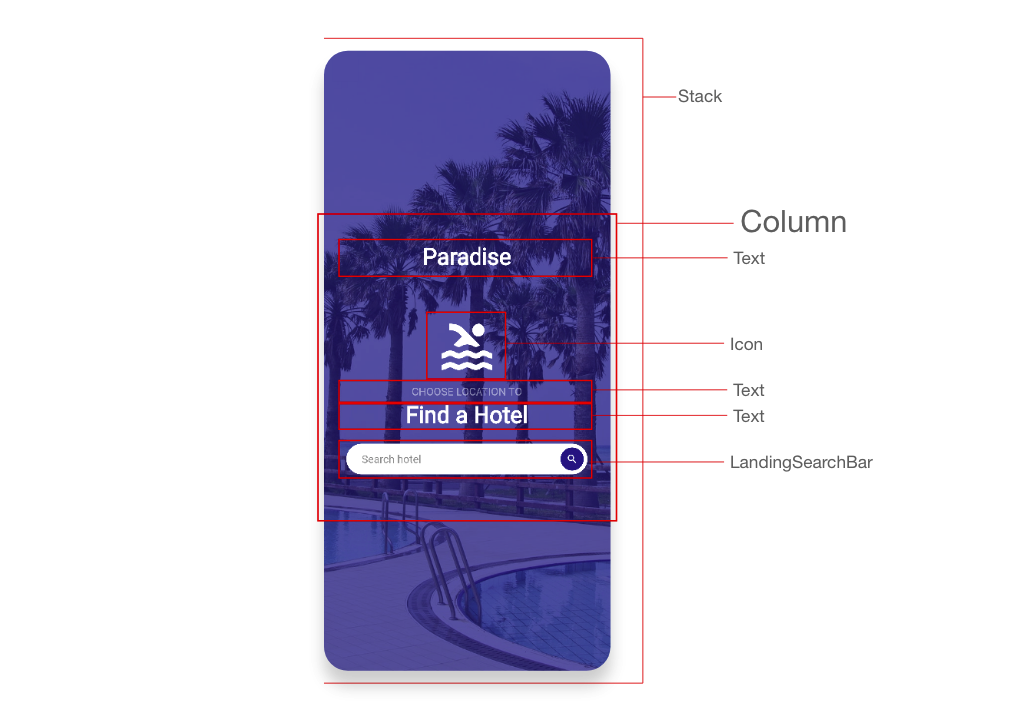 Stack
Column
Paradise
Text
Icon
CHOOSE LOCATION TO
Text
Find a Hotel
Text
Search hotel
LandingSearchBar